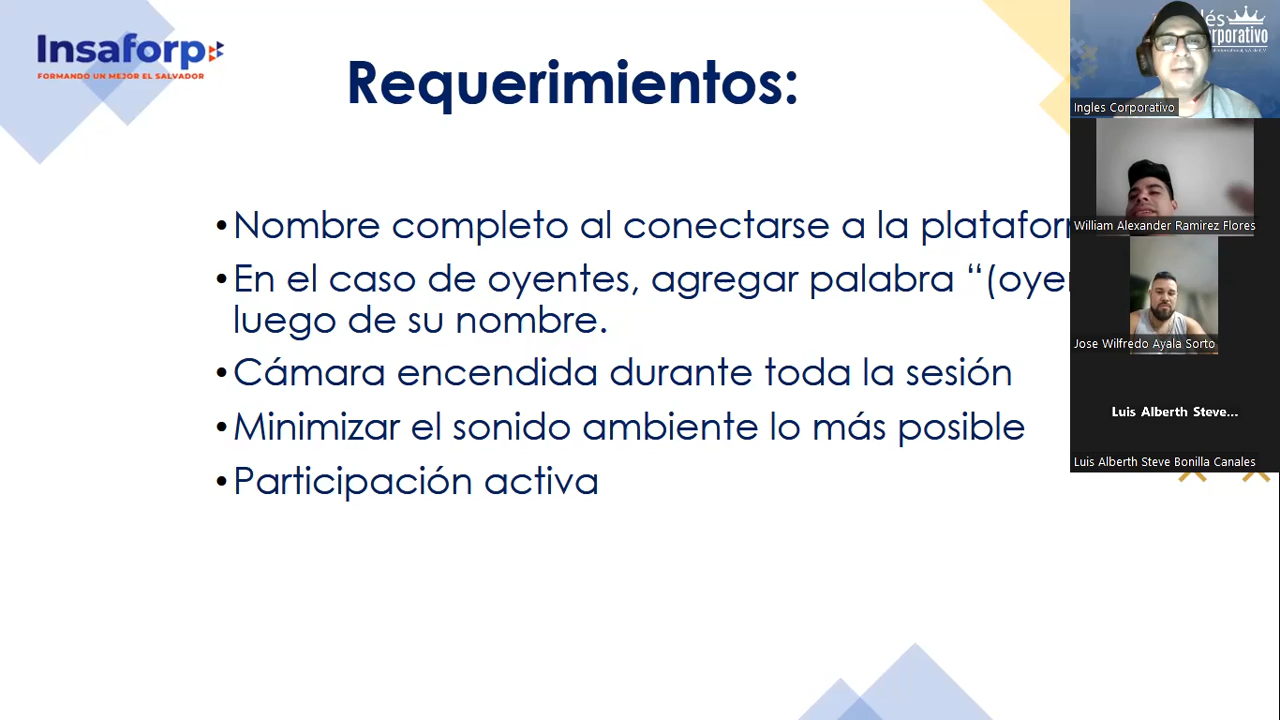 Insaforp
FORMANDO UN MEJOR EL SALVADOR
Requerimientos:
•Nombre completo al conectarse a la platafor
•En el caso de oyentes, agregar palabra “(oye
luego de su nombre.
•Cámara encendida durante toda la sesión
•Minimizar el sonido ambiente lo más posible
•Participación activa
Ingles Corporativo
William Alexander Ramirez Flores
Jose Wilfredo Ayala Sorto
Luis Alberth Steve...
Luis Alberth Steve Bonilla Canales